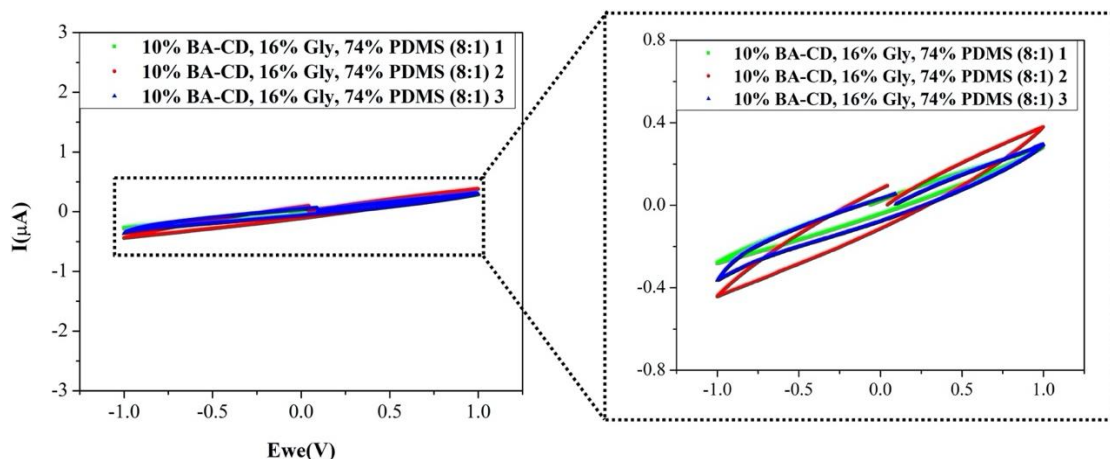 3
2
1
0
-1
-2
-3
I(μA)
10% BA-CD, 16% Gly, 74% PDMS (8:1) 1
10% BA-CD, 16% Gly, 74% PDMS (8:1) 2
10% BA-CD, 16% Gly, 74% PDMS (8:1) 3
-1.0 -0.5 0.0 0.5 1.0
Ewe(V)
0.8
0.4
0.0
-0.4
-0.8
10% BA-CD, 16% Gly, 74% PDMS (8:1) 1
10% BA-CD, 16% Gly, 74% PDMS (8:1) 2
10% BA-CD, 16% Gly, 74% PDMS (8:1) 3
-1.0 -0.5 0.0 0.5 1.0